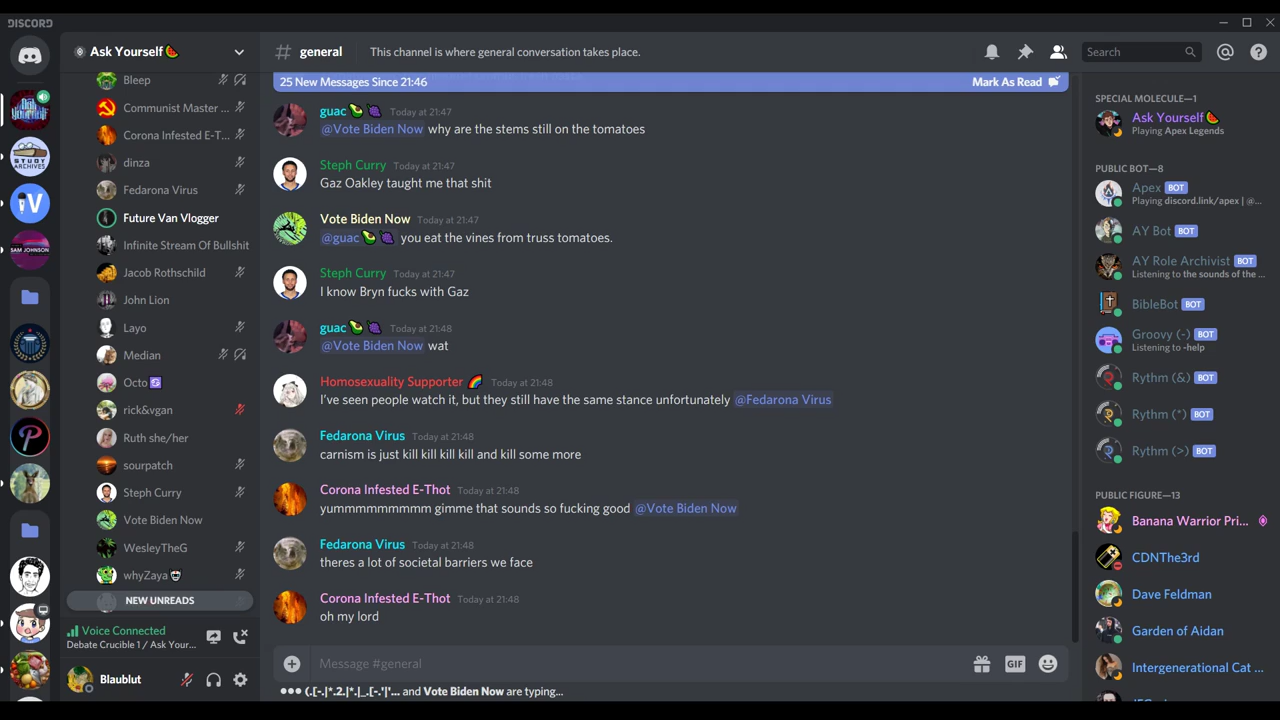 DISCORD
Ask Yourself🍉
Bleep
Communist Master ...
Corona Infested E-T...
dinza
Fedarona Virus
Future Van Vlogger
Infinite Stream Of Bullshit
Jacob Rothschild
John Lion
Layo
Median
Octo
rick&vgan
Ruth she/her
sourpatch
Steph Curry
Vote Biden Now
WesleyTheG
whyZaya
NEW UNREADS
Voice Connected
Debate Crucible 1 / Ask Your...
Blaublut
STUDY
ARCHIVES
SAM JOHNSON
# general
This channel is where general conversation takes place.
Search
25 New Messages Since 21:46
Mark As Read
guac🥑🍇 Today at 21:47
@Vote Biden Now why are the stems still on the tomatoes
Steph Curry Today at 21:47
Gaz Oakley taught me that shit
Vote Biden Now Today at 21:47
@guac🥑🍇 you eat the vines from truss tomatoes.
Steph Curry Today at 21:47
I know Bryn fucks with Gaz
guac🥑🍇 Today at 21:48
@Vote Biden Now wat
Homosexuality Supporter 🌈 Today at 21:48
I've seen people watch it, but they still have the same stance unfortunately @Fedarona Virus
Fedarona Virus Today at 21:48
carnism is just kill kill kill kill and kill some more
Corona Infested E-Thot Today at 21:48
yummmmmmmmm gimme that sounds so fucking good @Vote Biden Now
Fedarona Virus Today at 21:48
theres a lot of societal barriers we face
Corona Infested E-Thot Today at 21:48
oh my lord
Message #general
GIF
(.[-.|*.2.|*.|_.[-.'|'... and Vote Biden Now are typing...
SPECIAL MOLECULE—1
Ask Yourself🍉
Playing Apex Legends
PUBLIC BOT—8
Apex BOT
Playing discord.link/apex | @...
AY Bot BOT
AY Role Archivist BOT
Listening to the sounds of the ...
BibleBot BOT
Groovy (-) BOT
Listening to -help
Rythm (&) BOT
Rythm (*) BOT
Rythm (>) BOT
PUBLIC FIGURE—13
Banana Warrior Pri...
CDNThe3rd
Dave Feldman
Garden of Aidan
Intergenerational Cat ...